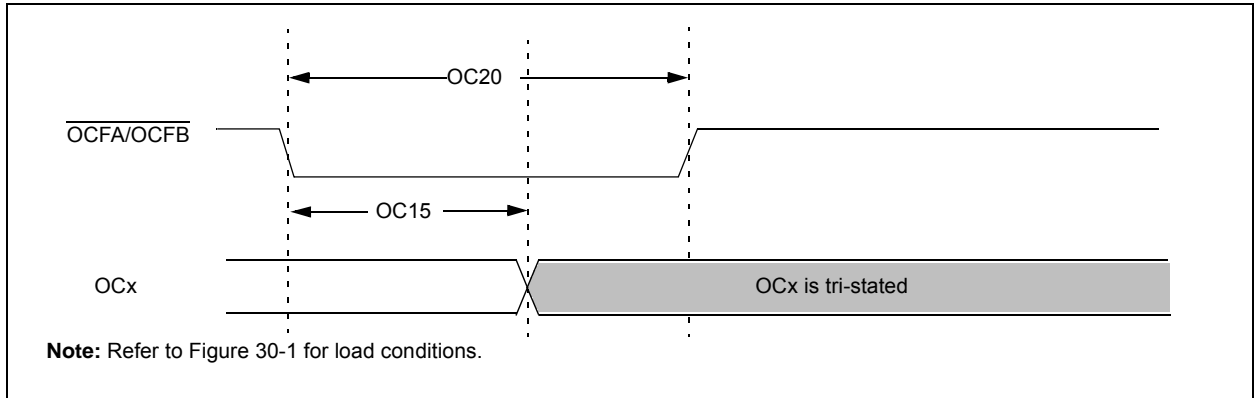 OC20
OCFA/OCFB
OC15
OCx
OCx is tri-stated
Note: Refer to Figure 30-1 for load conditions.